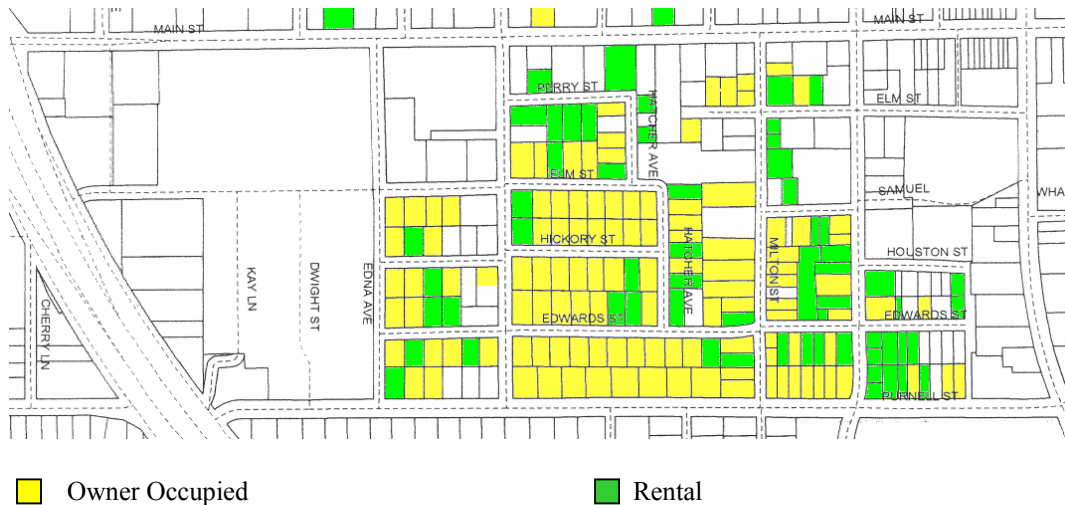 MAIN ST
MAIN ST
PERRY ST
HATCHER AVE
ELM ST
ELM ST
SAMUEL
WHA
HICKORY ST
HATCHER AVE
MILTON ST
HOUSTON ST
KAY LN
DWIGHT ST
EDNA AVE
CHERRY LN
EDWARDS ST
EDWARDS ST
PURNELL ST
Owner Occupied
Rental